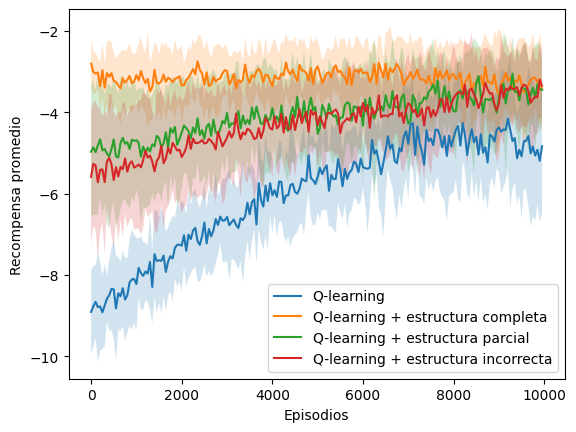 Recompensa promedio
−2
−4
−6
−8
−10
0
2000
4000
6000
8000
10000
Episodios
Q-learning
Q-learning + estructura completa
Q-learning + estructura parcial
Q-learning + estructura incorrecta